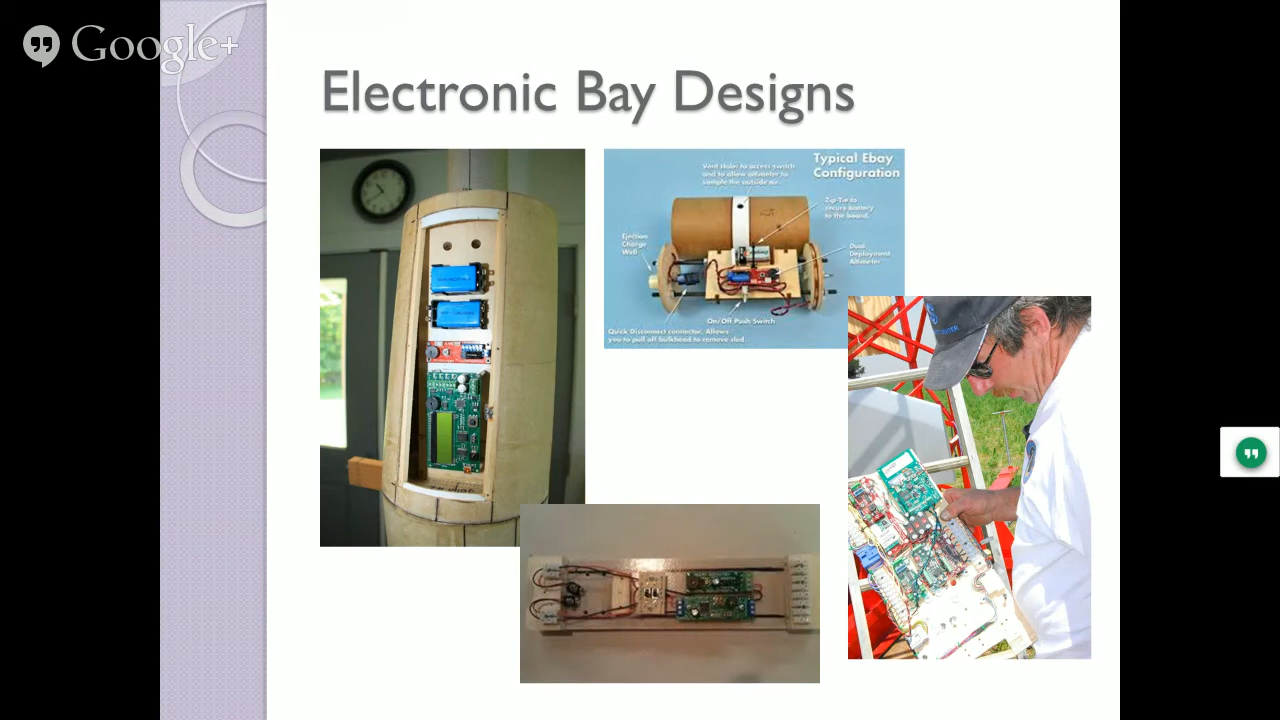 Google+
Electronic Bay Designs
Typical Ebay
Configuration
Vent Hole: to access switch
and to allow altimeter to
sample the outside air.
Zip-Tie to
secure battery
to the board.
Ejection
Charge
Well
Dual
Deployment
Altimeter
On/Off Push Switch
Quick Disconnect connector. Allows
you to pull off bulkhead to remove sled.